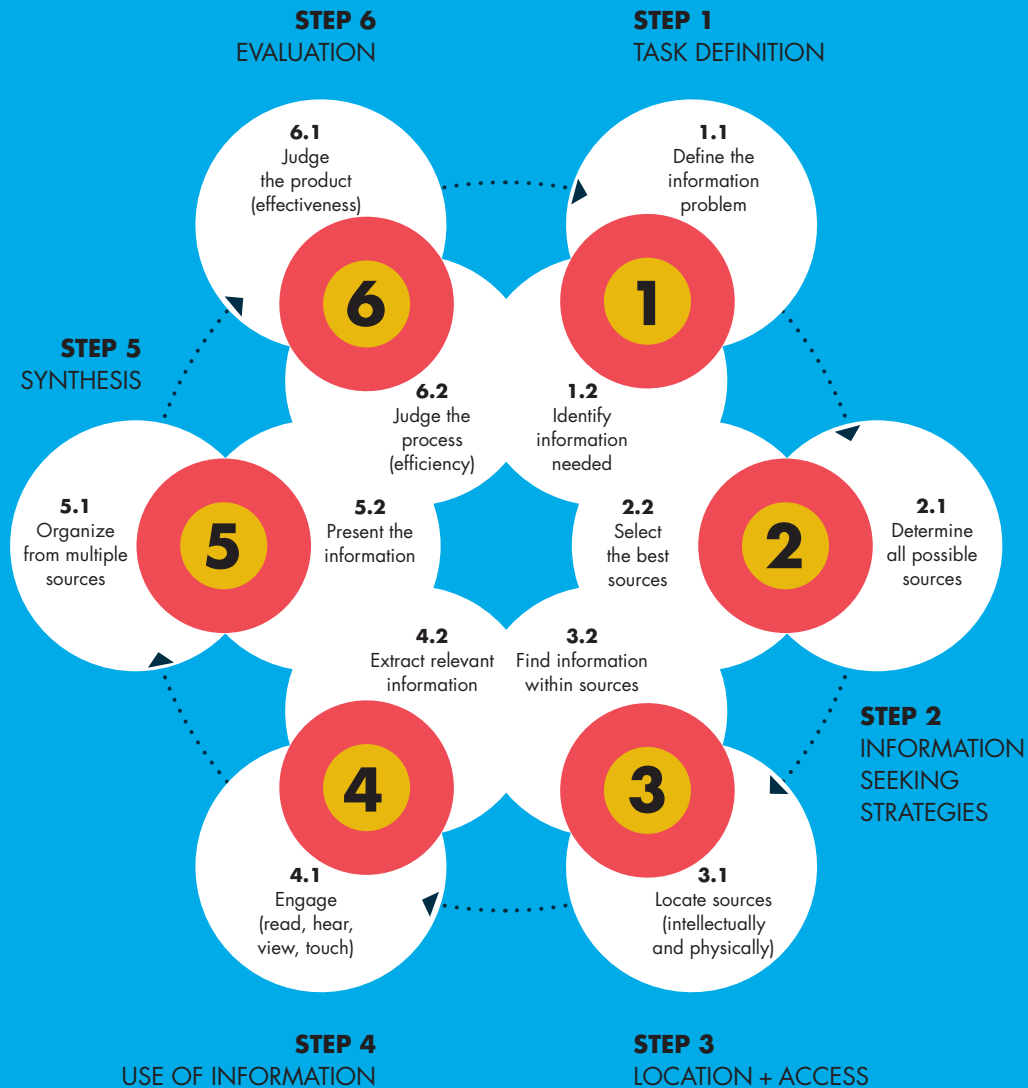 STEP 1
TASK DEFINITION
1.1
Define the
information
problem
1
1.2
Identify
information
needed
STEP 2
INFORMATION
SEEKING
STRATEGIES
2.1
Determine
all possible
sources
2
2.2
Select
the best
sources
STEP 3
LOCATION + ACCESS
3.1
Locate sources
(intellectually
and physically)
3
3.2
Find information
within sources
STEP 4
USE OF INFORMATION
4.1
Engage
(read, hear,
view, touch)
4
4.2
Extract relevant
information
STEP 5
SYNTHESIS
5.1
Organize
from multiple
sources
5
5.2
Present the
information
STEP 6
EVALUATION
6.1
Judge
the product
(effectiveness)
6
6.2
Judge the
process
(efficiency)